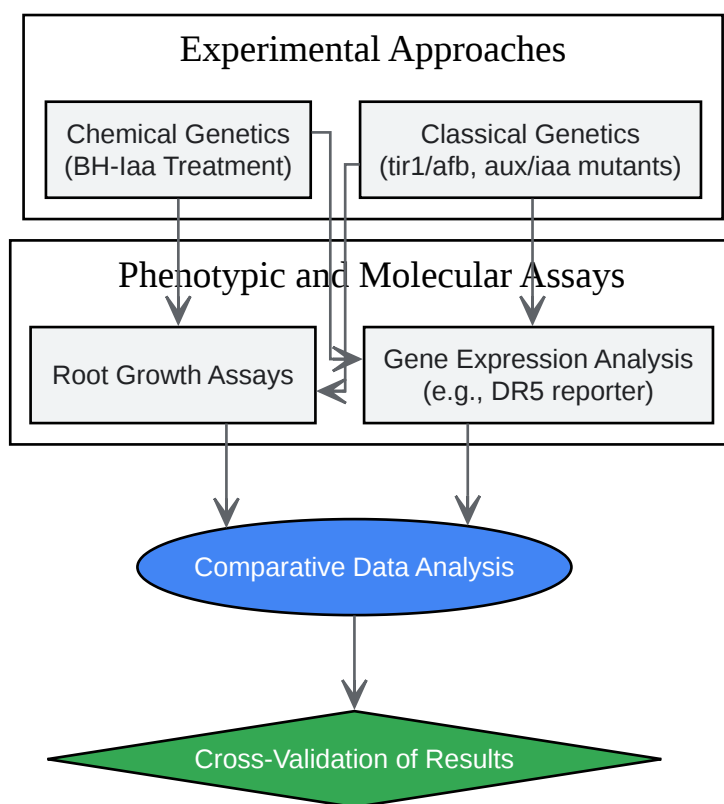 Experimental Approaches
Chemical Genetics
(BH-Iaa Treatment)
Classical Genetics
(tir1/afb, aux/iaa mutants)
Phenotypic and Molecular Assays
Root Growth Assays
Gene Expression Analysis
(e.g., DR5 reporter)
Comparative Data Analysis
Cross-Validation of Results